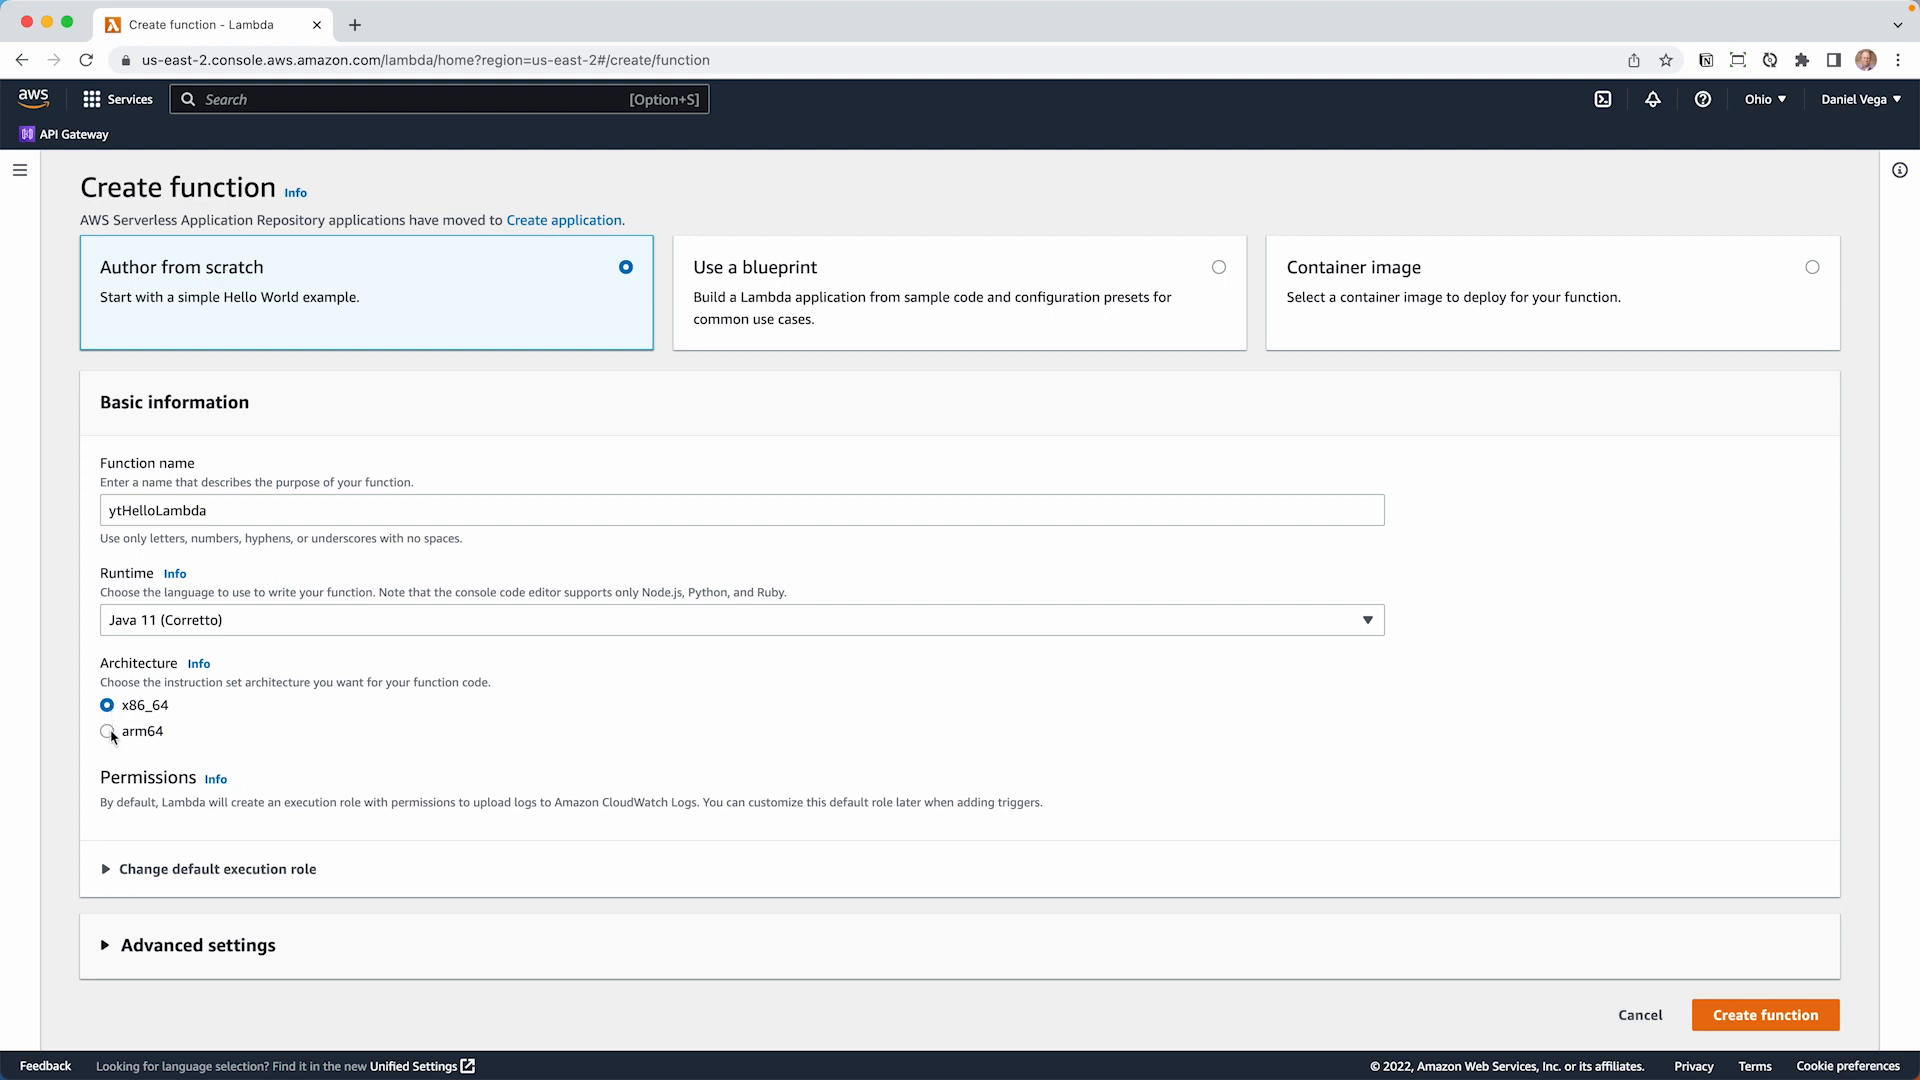 Create function - Lambda
us-east-2.console.aws.amazon.com/lambda/home?region=us-east-2#/create/function
aws
Services
Search
[Option+S]
Ohio
Daniel Vega
API Gateway
Create function Info
AWS Serverless Application Repository applications have moved to Create application.
Author from scratch
Start with a simple Hello World example.
Use a blueprint
Build a Lambda application from sample code and configuration presets for
common use cases.
Container image
Select a container image to deploy for your function.
Basic information
Function name
Enter a name that describes the purpose of your function.
ytHelloLambda
Use only letters, numbers, hyphens, or underscores with no spaces.
Runtime Info
Choose the language to use to write your function. Note that the console code editor supports only Node.js, Python, and Ruby.
Java 11 (Corretto)
Architecture Info
Choose the instruction set architecture you want for your function code.
x86_64
arm64
Permissions Info
By default, Lambda will create an execution role with permissions to upload logs to Amazon CloudWatch Logs. You can customize this default role later when adding triggers.
Change default execution role
Advanced settings
Cancel
Create function
Feedback
Looking for language selection? Find it in the new Unified Settings
© 2022, Amazon Web Services, Inc. or its affiliates.
Privacy
Terms
Cookie preferences